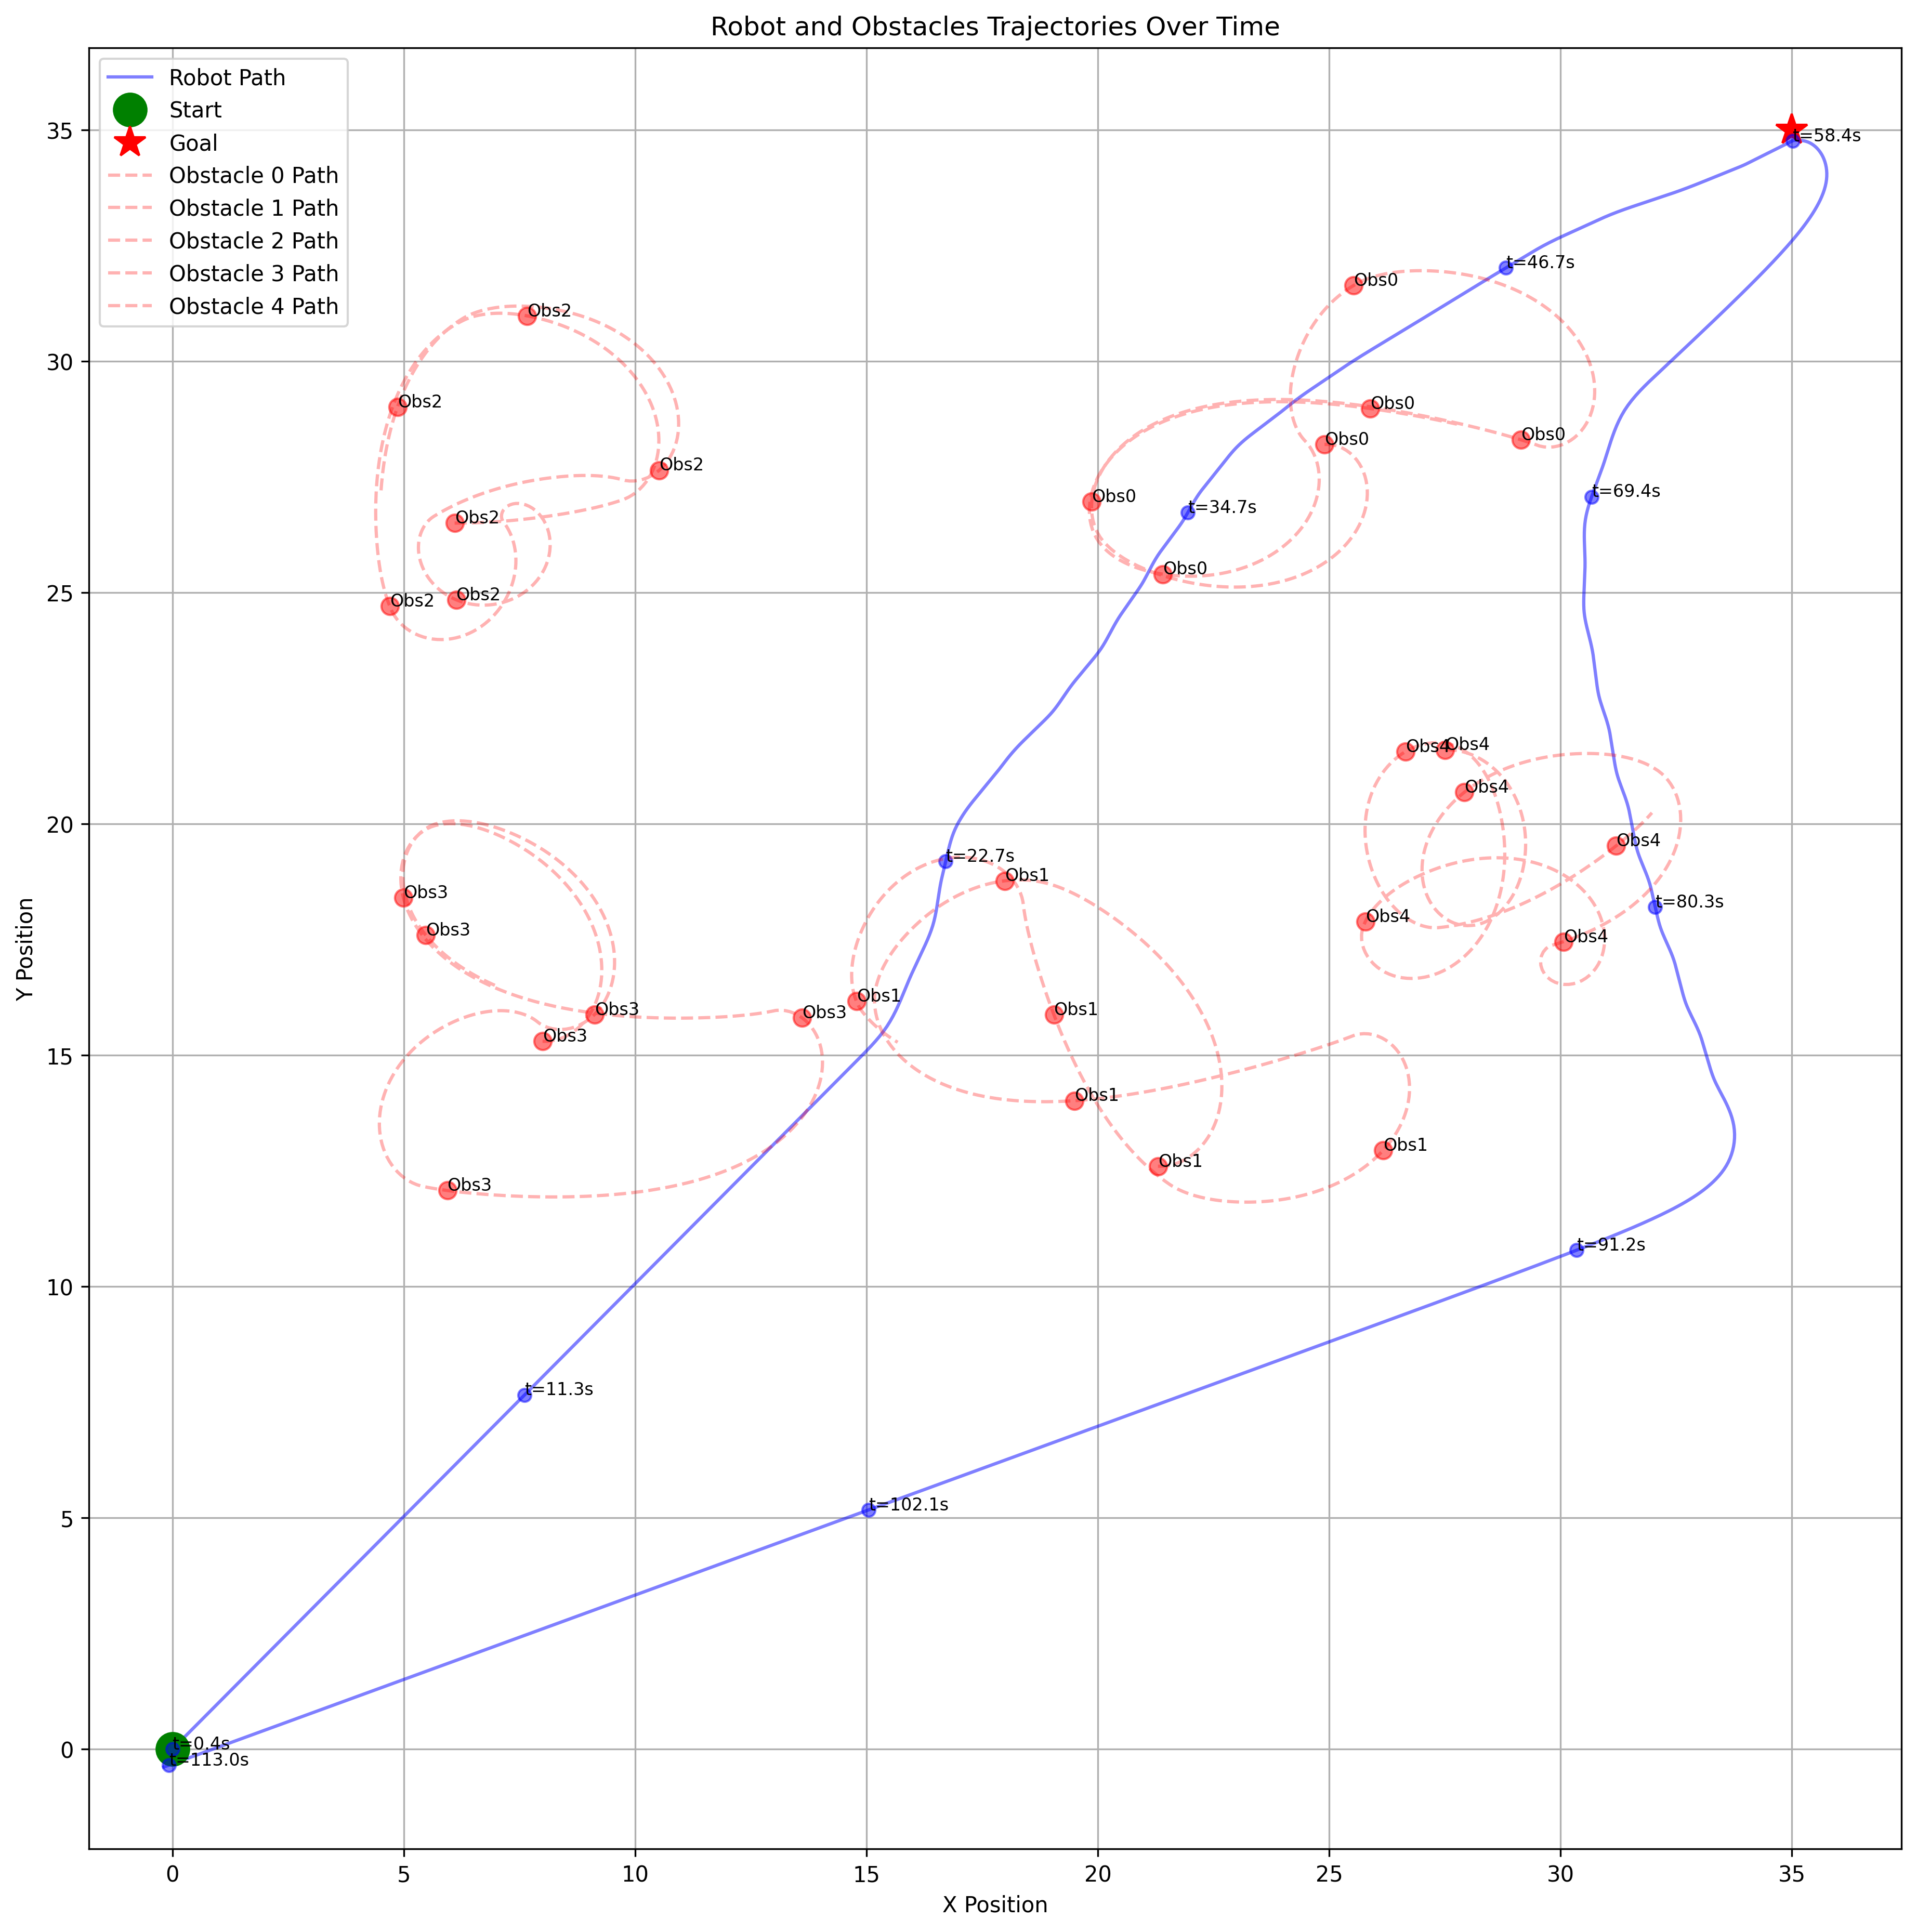 Robot and Obstacles Trajectories Over Time
Robot Path
Start
Goal
Obstacle 0 Path
Obstacle 1 Path
Obstacle 2 Path
Obstacle 3 Path
Obstacle 4 Path
35
t=58.4s
t=46.7s
Obs0
Obs2
30
Obs2
Obs0
Obs0
Obs0
Obs2
t=69.4s
Obs0
t=34.7s
Obs2
Obs0
25
Obs2
Obs2
Obs4
Obs4
Obs4
20
Obs4
t=22.7s
Obs1
Obs3
t=80.3s
Obs4
Obs3
Obs4
Obs1
Obs3
Obs3
Obs1
Obs3
15
Obs1
Obs1
Obs1
Obs3
10
t=91.2s
t=11.3s
5
t=102.1s
0
t=0.4s
t=113.0s
0
5
10
15
20
25
30
35
X Position
Y Position